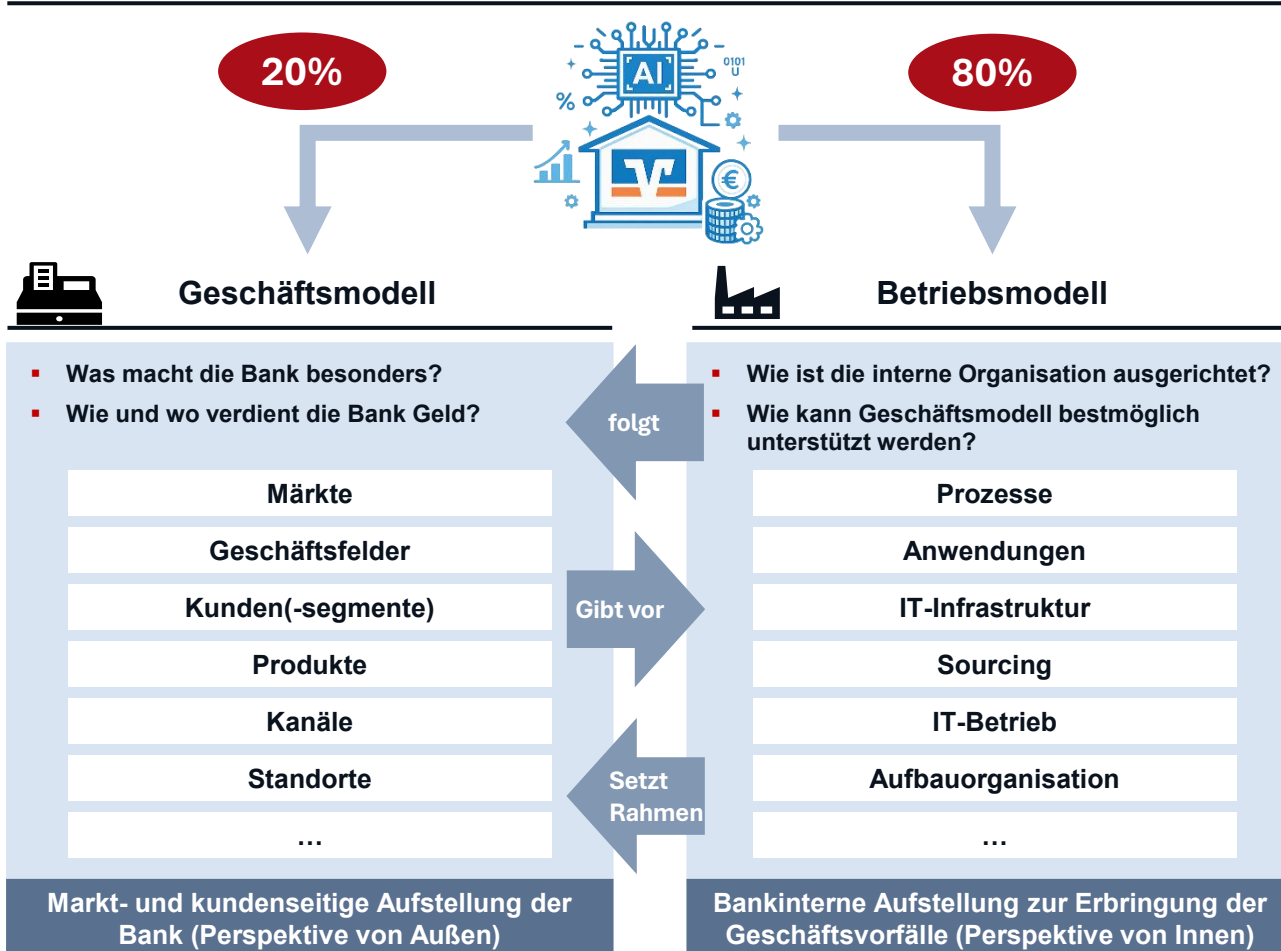 20%
AI
0101
U
%
€
80%
Geschäftsmodell
Betriebsmodell
▪ Was macht die Bank besonders?
▪ Wie und wo verdient die Bank Geld?
Märkte
Geschäftsfelder
Kunden(-segmente)
Produkte
Kanäle
Standorte
…
Markt- und kundenseitige Aufstellung der
Bank (Perspektive von Außen)
folgt
Gibt vor
Setzt
Rahmen
▪ Wie ist die interne Organisation ausgerichtet?
▪ Wie kann Geschäftsmodell bestmöglich
unterstützt werden?
Prozesse
Anwendungen
IT-Infrastruktur
Sourcing
IT-Betrieb
Aufbauorganisation
…
Bankinterne Aufstellung zur Erbringung der
Geschäftsvorfälle (Perspektive von Innen)